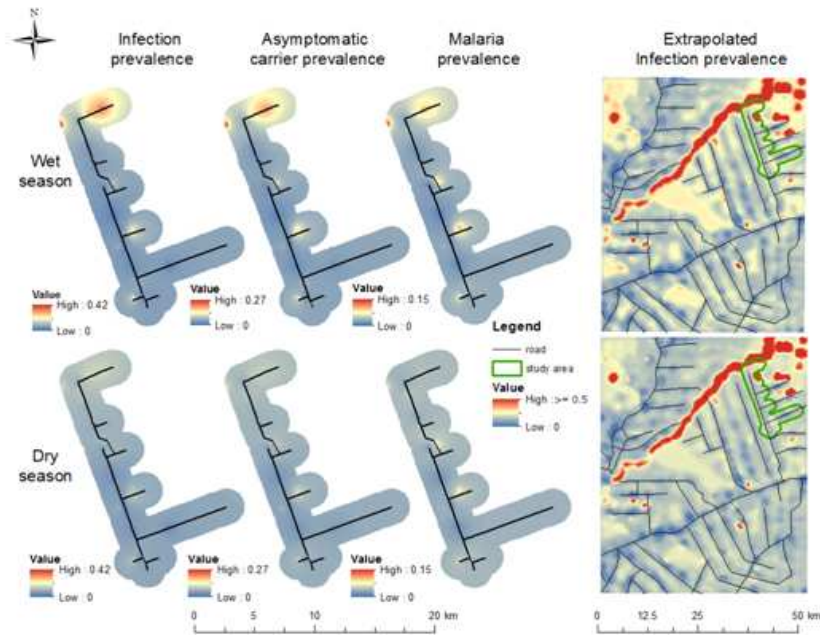 N
Infection
prevalence
Asymptomatic
carrier prevalence
Malaria
prevalence
Extrapolated
Infection prevalence
Wet
season
Value
High : 0.42
Low : 0
Value
High : 0.27
Low : 0
Value
High : 0.15
Low : 0
Legend
road
study area
Value
High : >= 0.5
Low : 0
Dry
season
Value
High : 0.42
Low : 0
Value
High : 0.27
Low : 0
Value
High : 0.15
Low : 0
0 5 10 20 km
0 12.5 25 50 km